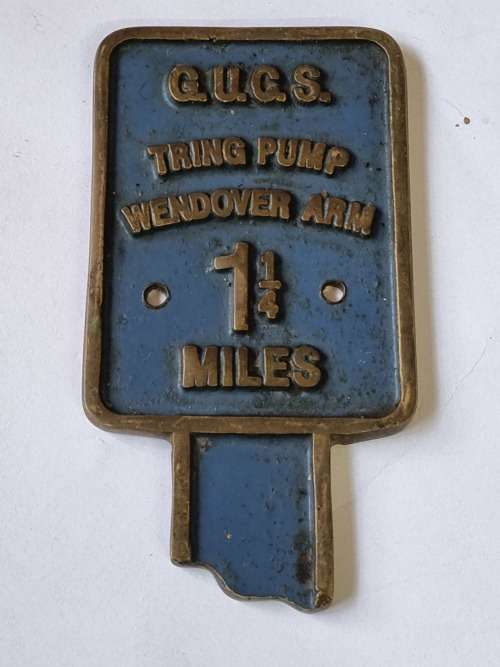 G.U.C.S.
TRING PUMP
WENDOVER ARM
1 1/4
MILES